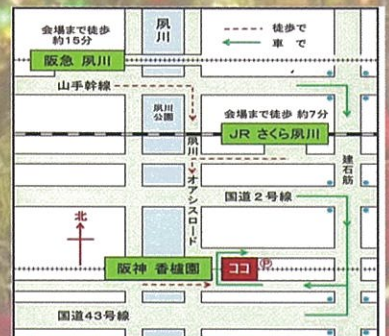 夙川
会場まで徒歩
約15分
徒歩で
車で
阪急 夙川
山手幹線
夙川
公園
会場まで徒歩 約7分
JR さくら夙川
夙川オアシスロード
建石筋
国道2号線
北
阪神 香櫨園
ココ
P
国道43号線